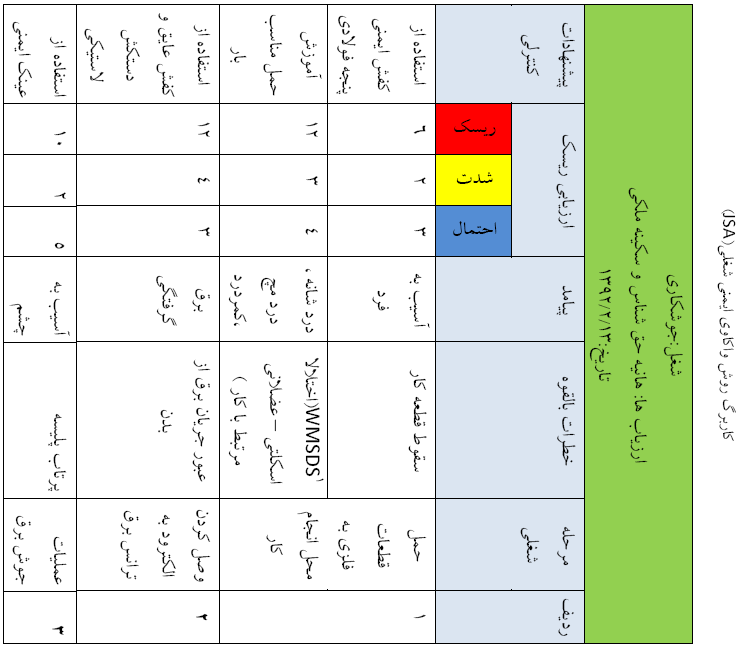 کاربرگ روش واکاوی ایمنی شغلی(JSA)
شغل:جوشکاری
ارزیاب ها: هانیه حق شناس و سکینه ملکی
تاریخ:۱۳۹۲/۲/۱۳
ردیف
مرحله
شغلی
خطرات بالقوه
پیامد
ارزیابی ریسک
پیشنهادات
کنترلی
احتمال
شدت
ریسک
۱
حمل
قطعات
فلزی به
محل انجام
کار
سقوط قطعه کار
آسیب به
فرد
۳
۲
۶
استفاده از
کفش ایمنی
پنجه فولادی
WMSDS۱(اختلالا
اسکلتی – عضلانی
مرتبط با کار )
درد شانه ،
درد مچ
،کمردرد
٤
۳
۱۲
آموزش
حمل مناسب
بار
۲
وصل کردن
الکترود به
ترانس برق
عبور جریان برق از
بدن
برق
گرفتگی
۳
٤
۱۲
استفاده از
کفش عایق و
دستکش
لاستیکی
۳
عملیات
جوش برق
پرتاب پلیسه
آسیب به
چشم
۵
۲
۱۰
استفاده از
عینک ایمنی